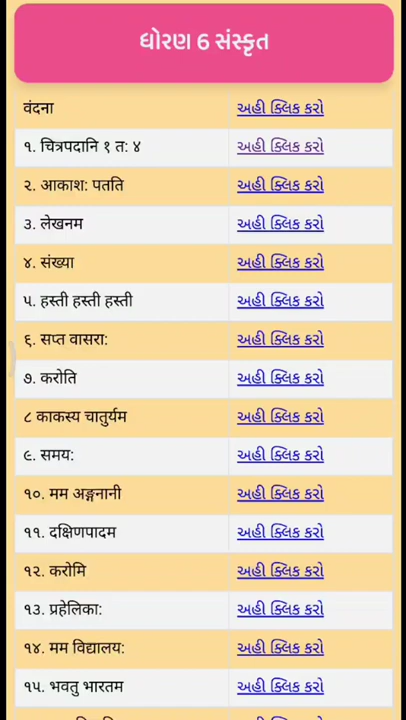 ધોરણ 6 સંસ્કૃત
वंदना અહી ક્લિક કરો
१. चित्रपदानि १ त: ४ અહી ક્લિક કરો
२. आकाश: पतति અહી ક્લિક કરો
३. लेखनम અહી ક્લિક કરો
४. संख्या અહી ક્લિક કરો
५. हस्ती हस्ती हस्ती અહી ક્લિક કરો
६. सप्त वासरा: અહી ક્લિક કરો
७. करोति અહી ક્લિક કરો
८ काकस्य चातुर्यम અહી ક્લિક કરો
९. समय: અહી ક્લિક કરો
१०. मम अङ्गनानी અહી ક્લિક કરો
११. दक्षिणपादम અહી ક્લિક કરો
१२. करोमि અહી ક્લિક કરો
१३. प्रहेलिका: અહી ક્લિક કરો
१४. मम विद्यालय: અહી ક્લિક કરો
१५. भवतु भारतम અહી ક્લિક કરો